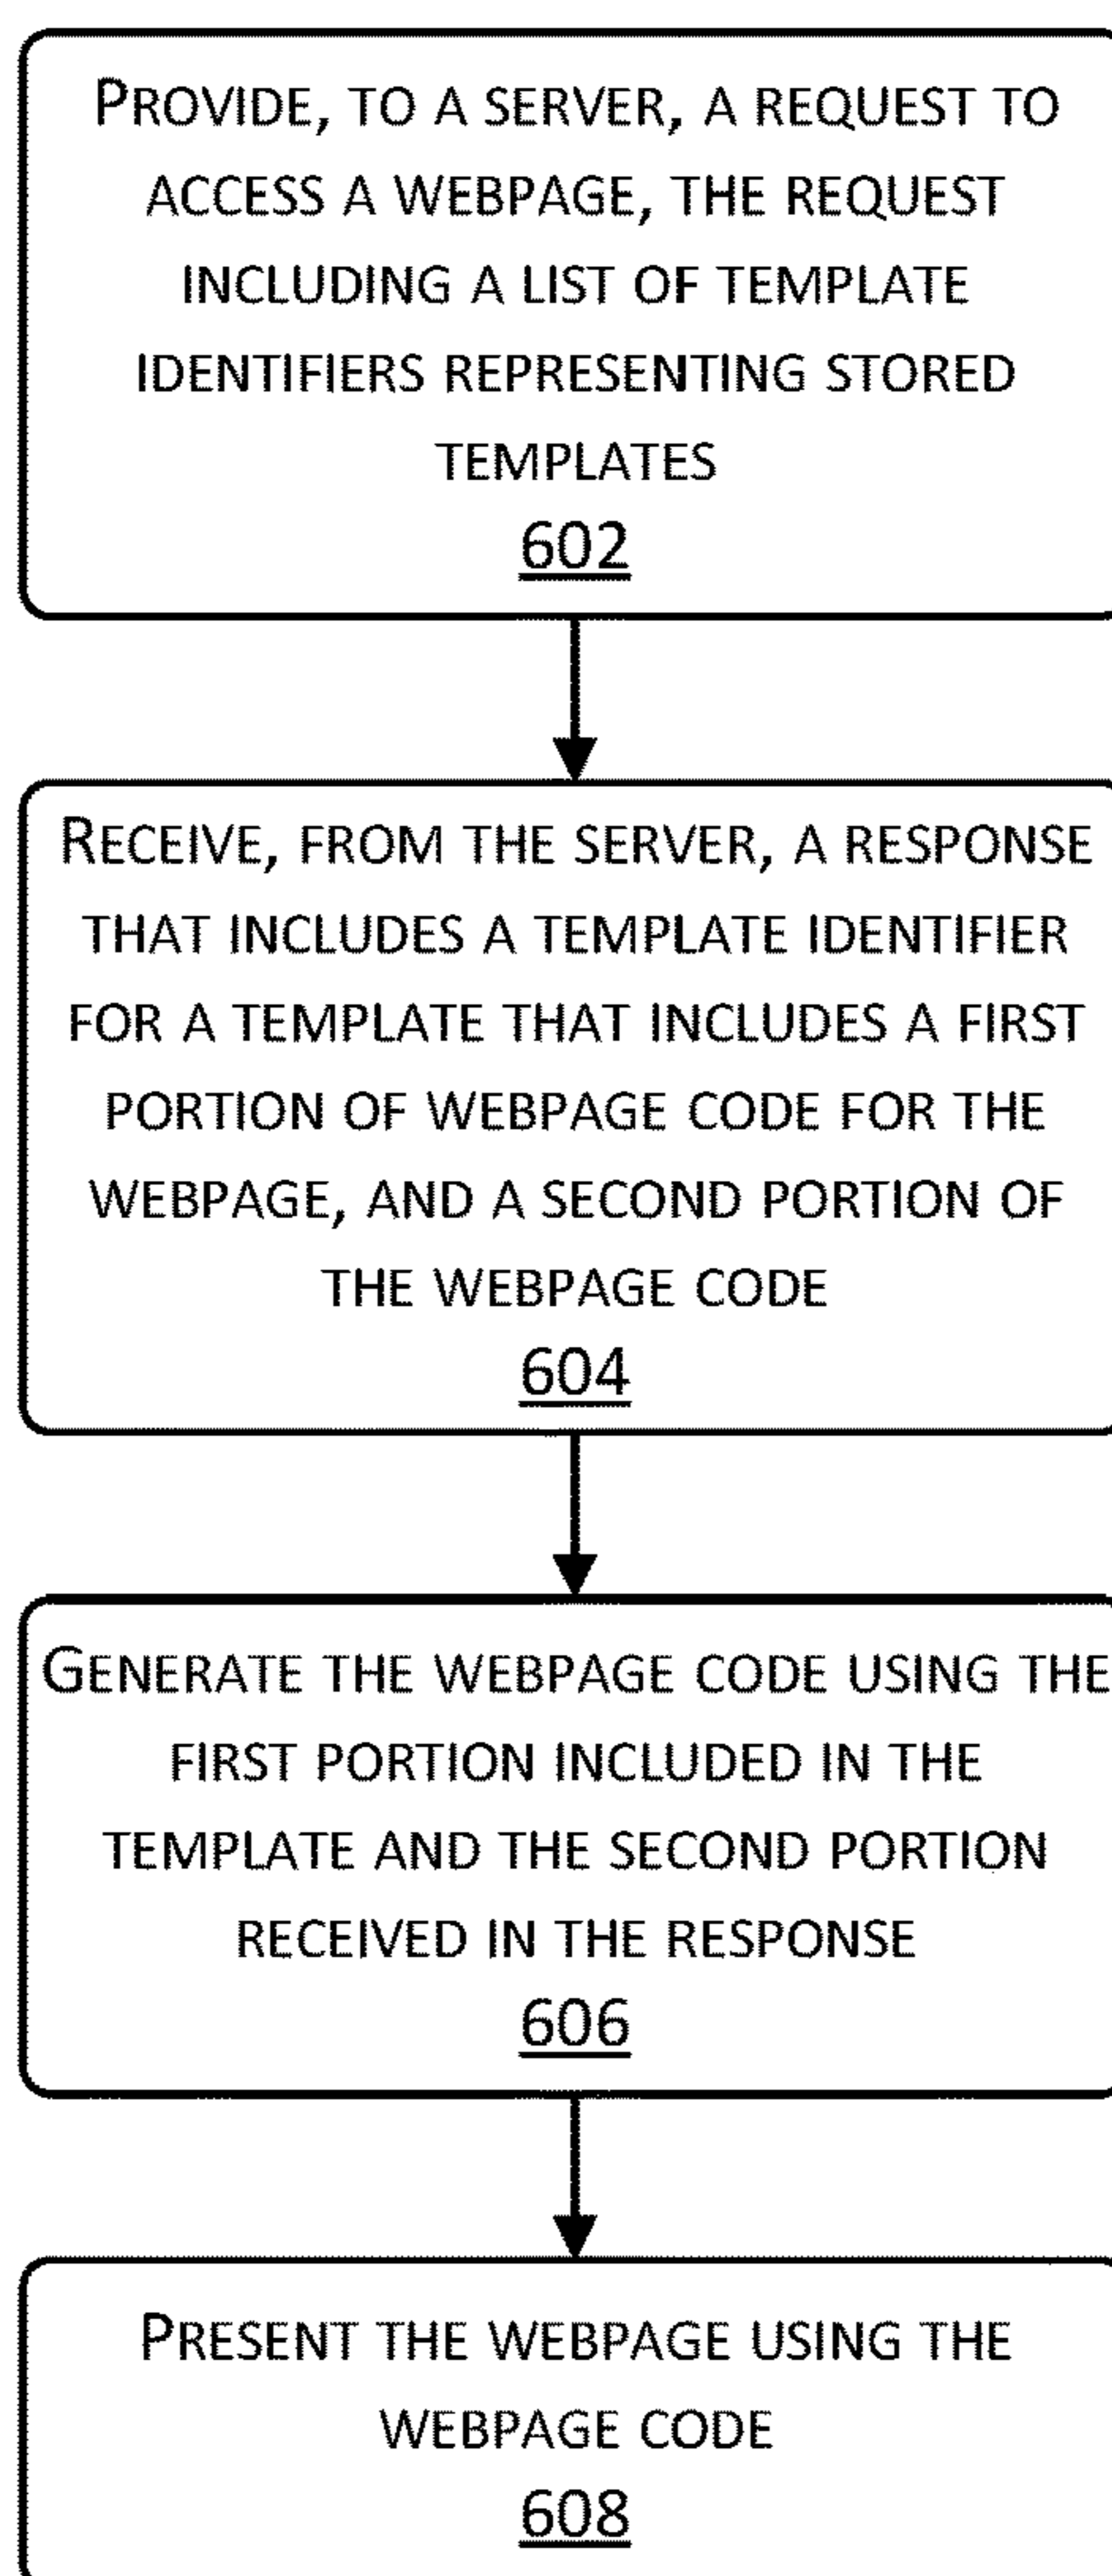 PROVIDE, TO A SERVER, A REQUEST TO
ACCESS A WEBPAGE, THE REQUEST
INCLUDING A LIST OF TEMPLATE
IDENTIFIERS REPRESENTING STORED
TEMPLATES
602
RECEIVE, FROM THE SERVER, A RESPONSE
THAT INCLUDES A TEMPLATE IDENTIFIER
FOR A TEMPLATE THAT INCLUDES A FIRST
PORTION OF WEBPAGE CODE FOR THE
WEBPAGE, AND A SECOND PORTION OF
THE WEBPAGE CODE
604
GENERATE THE WEBPAGE CODE USING THE
FIRST PORTION INCLUDED IN THE
TEMPLATE AND THE SECOND PORTION
RECEIVED IN THE RESPONSE
606
PRESENT THE WEBPAGE USING THE
WEBPAGE CODE
608